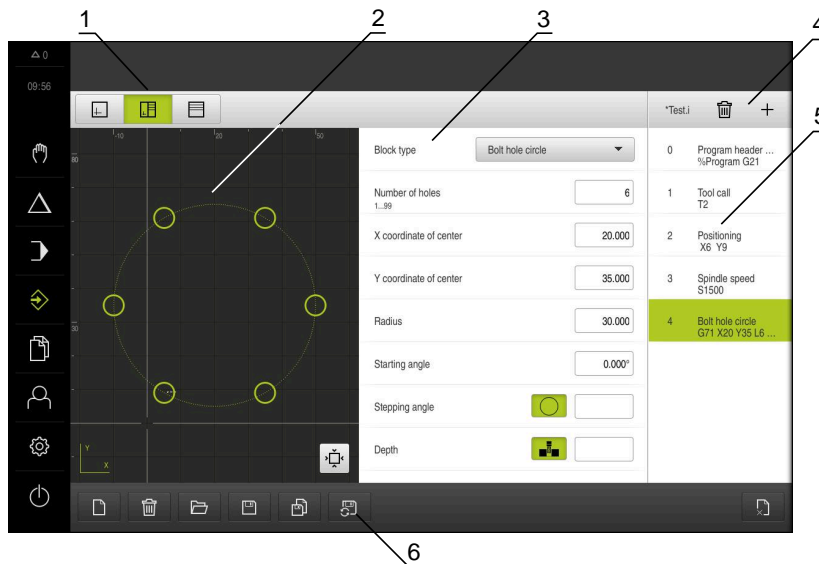 1
2
3
4
△ 0
09:56
*Test.i
5
-10
20
50
80
30
Y
X
Block type
Bolt hole circle
Number of holes
1...99
6
X coordinate of center
20.000
Y coordinate of center
35.000
Radius
30.000
Starting angle
0.000°
Stepping angle
Depth
0
Program header ...
%Program G21
1
Tool call
T2
2
Positioning
X6 Y9
3
Spindle speed
S1500
4
Bolt hole circle
G71 X20 Y35 L6 ...
6